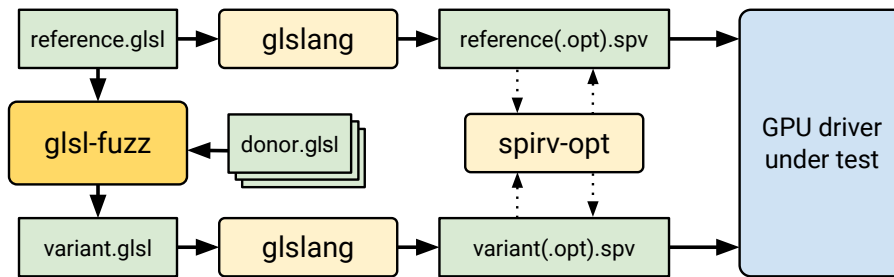 reference.glsl
glslang
reference(.opt).spv
glsl-fuzz
donor.glsl
spirv-opt
GPU driver
under test
variant.glsl
glslang
variant(.opt).spv